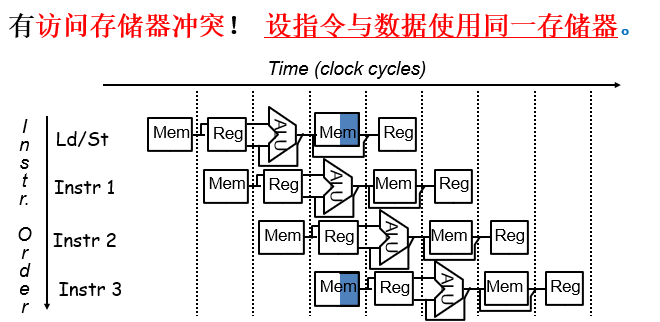 有访问存储器冲突! 设指令与数据使用同一存储器。
Time (clock cycles)
Instr. Order
Ld/St Mem Reg ALU Mem Reg
Instr 1 Mem Reg ALU Mem Reg
Instr 2 Mem Reg ALU Mem Reg
Instr 3 Mem Reg ALU Mem Reg